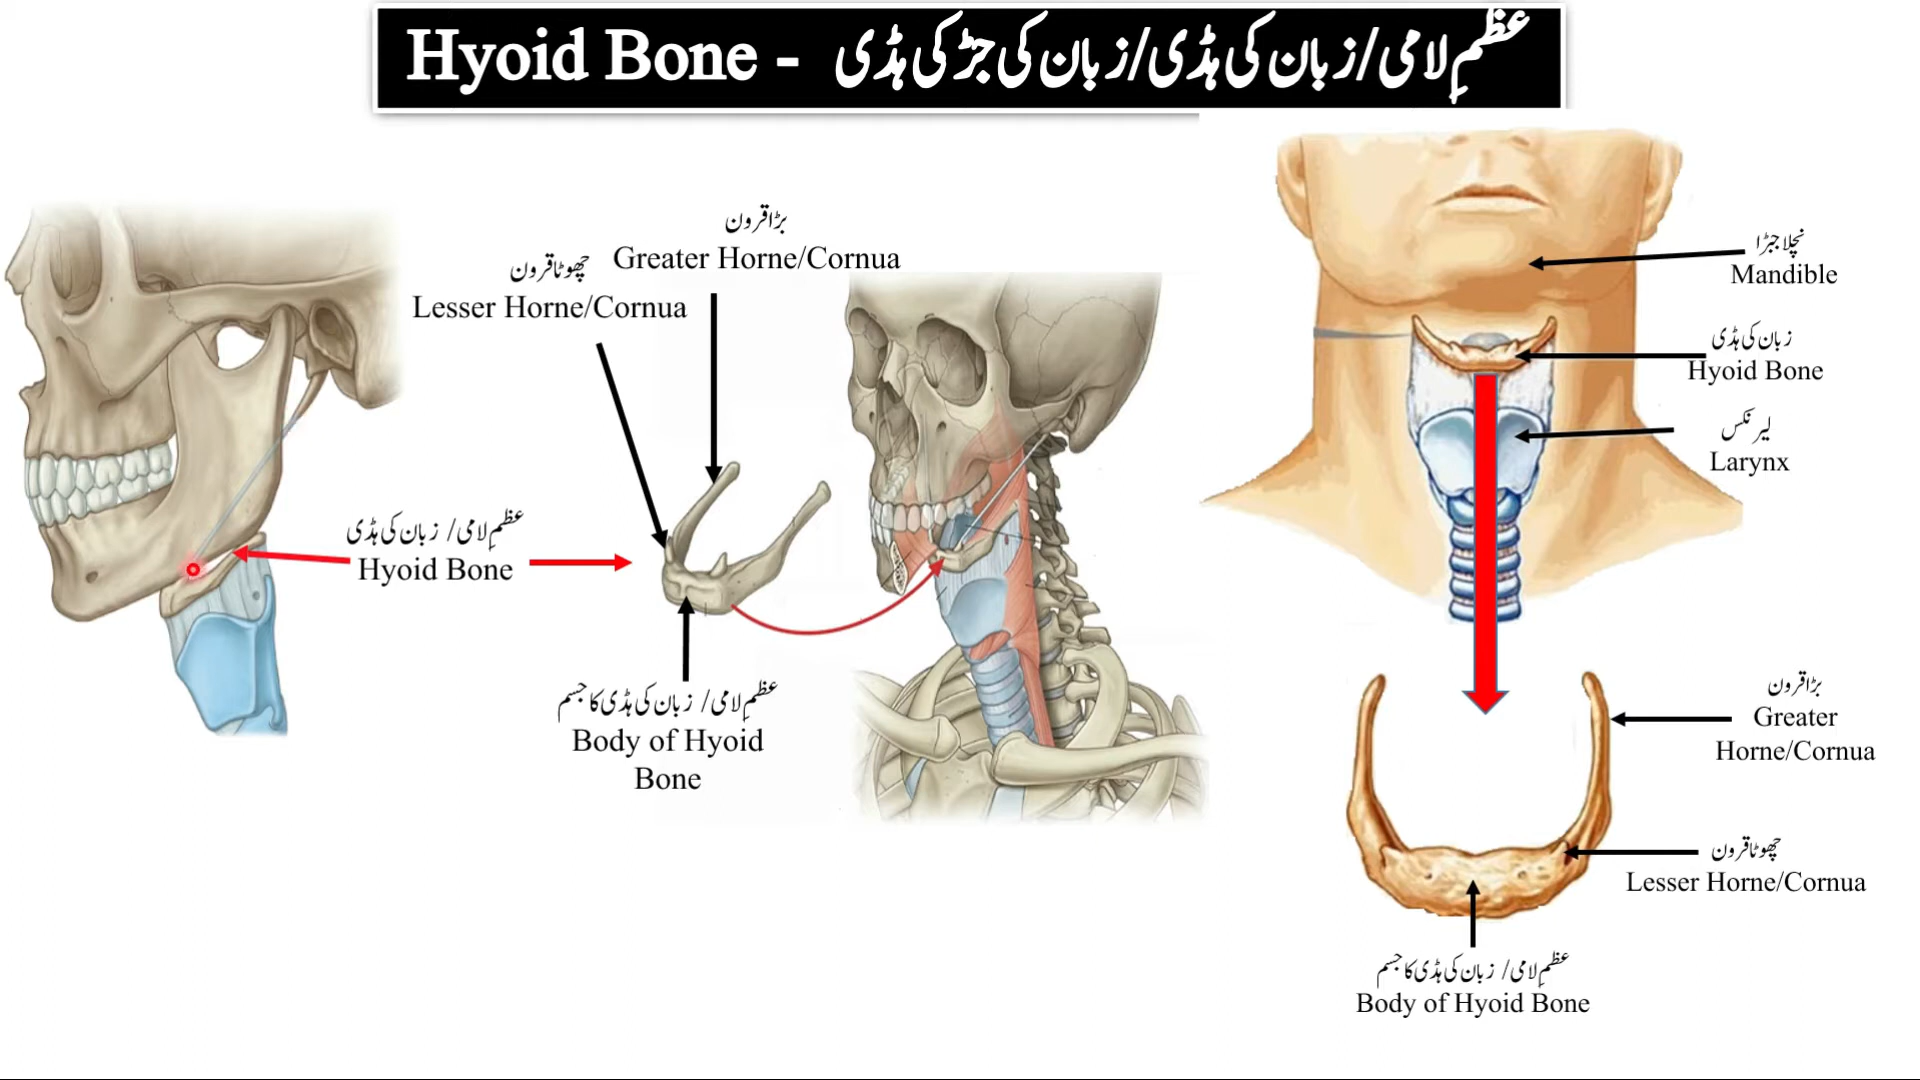 Hyoid Bone - عظمِ لامی/زبان کی ہڈی/زبان کی جڑ کی ہڈی
بڑا قرون
Greater Horne/Cornua
چھوٹا قرون
Lesser Horne/Cornua
عظمِ لامی/ زبان کی ہڈی
Hyoid Bone
عظمِ لامی/ زبان کی ہڈی کا جسم
Body of Hyoid
Bone
نچلا جبڑا
Mandible
زبان کی ہڈی
Hyoid Bone
لیرنکس
Larynx
بڑا قرون
Greater
Horne/Cornua
چھوٹا قرون
Lesser Horne/Cornua
عظمِ لامی/ زبان کی ہڈی کا جسم
Body of Hyoid Bone